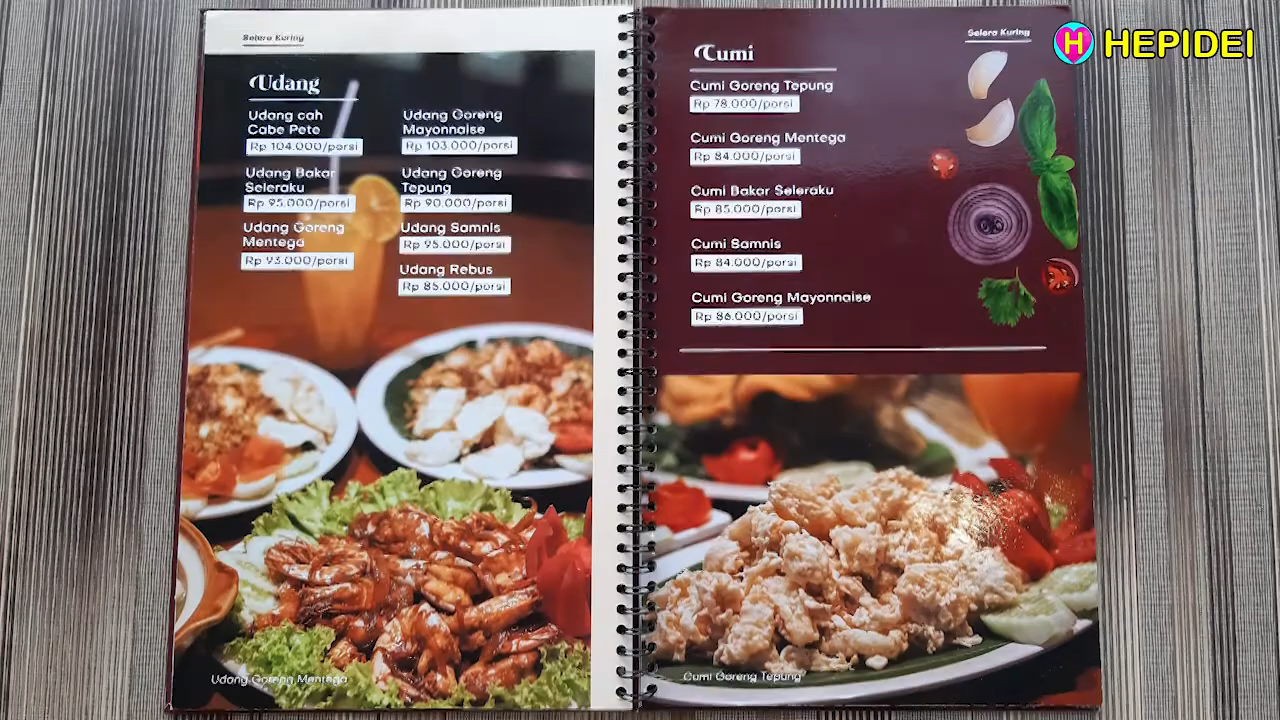 Selera Kuring
Udang
Udang cah
Cabe Pete
Rp 104.000/porsi
Udang Bakar
Seleraku
Rp 95.000/porsi
Udang Goreng
Mentega
Rp 93.000/porsi
Udang Goreng
Mayonnaise
Rp 103.000/porsi
Udang Goreng
Tepung
Rp 90.000/porsi
Udang Samnis
Rp 95.000/porsi
Udang Rebus
Rp 85.000/porsi
Udang Goreng Mentega
Selera Kuring
Cumi
Cumi Goreng Tepung
Rp 78.000/porsi
Cumi Goreng Mentega
Rp 84.000/porsi
Cumi Bakar Seleraku
Rp 85.000/porsi
Cumi Samnis
Rp 84.000/porsi
Cumi Goreng Mayonnaise
Rp 86.000/porsi
Cumi Goreng Tepung
H HEPIDEI